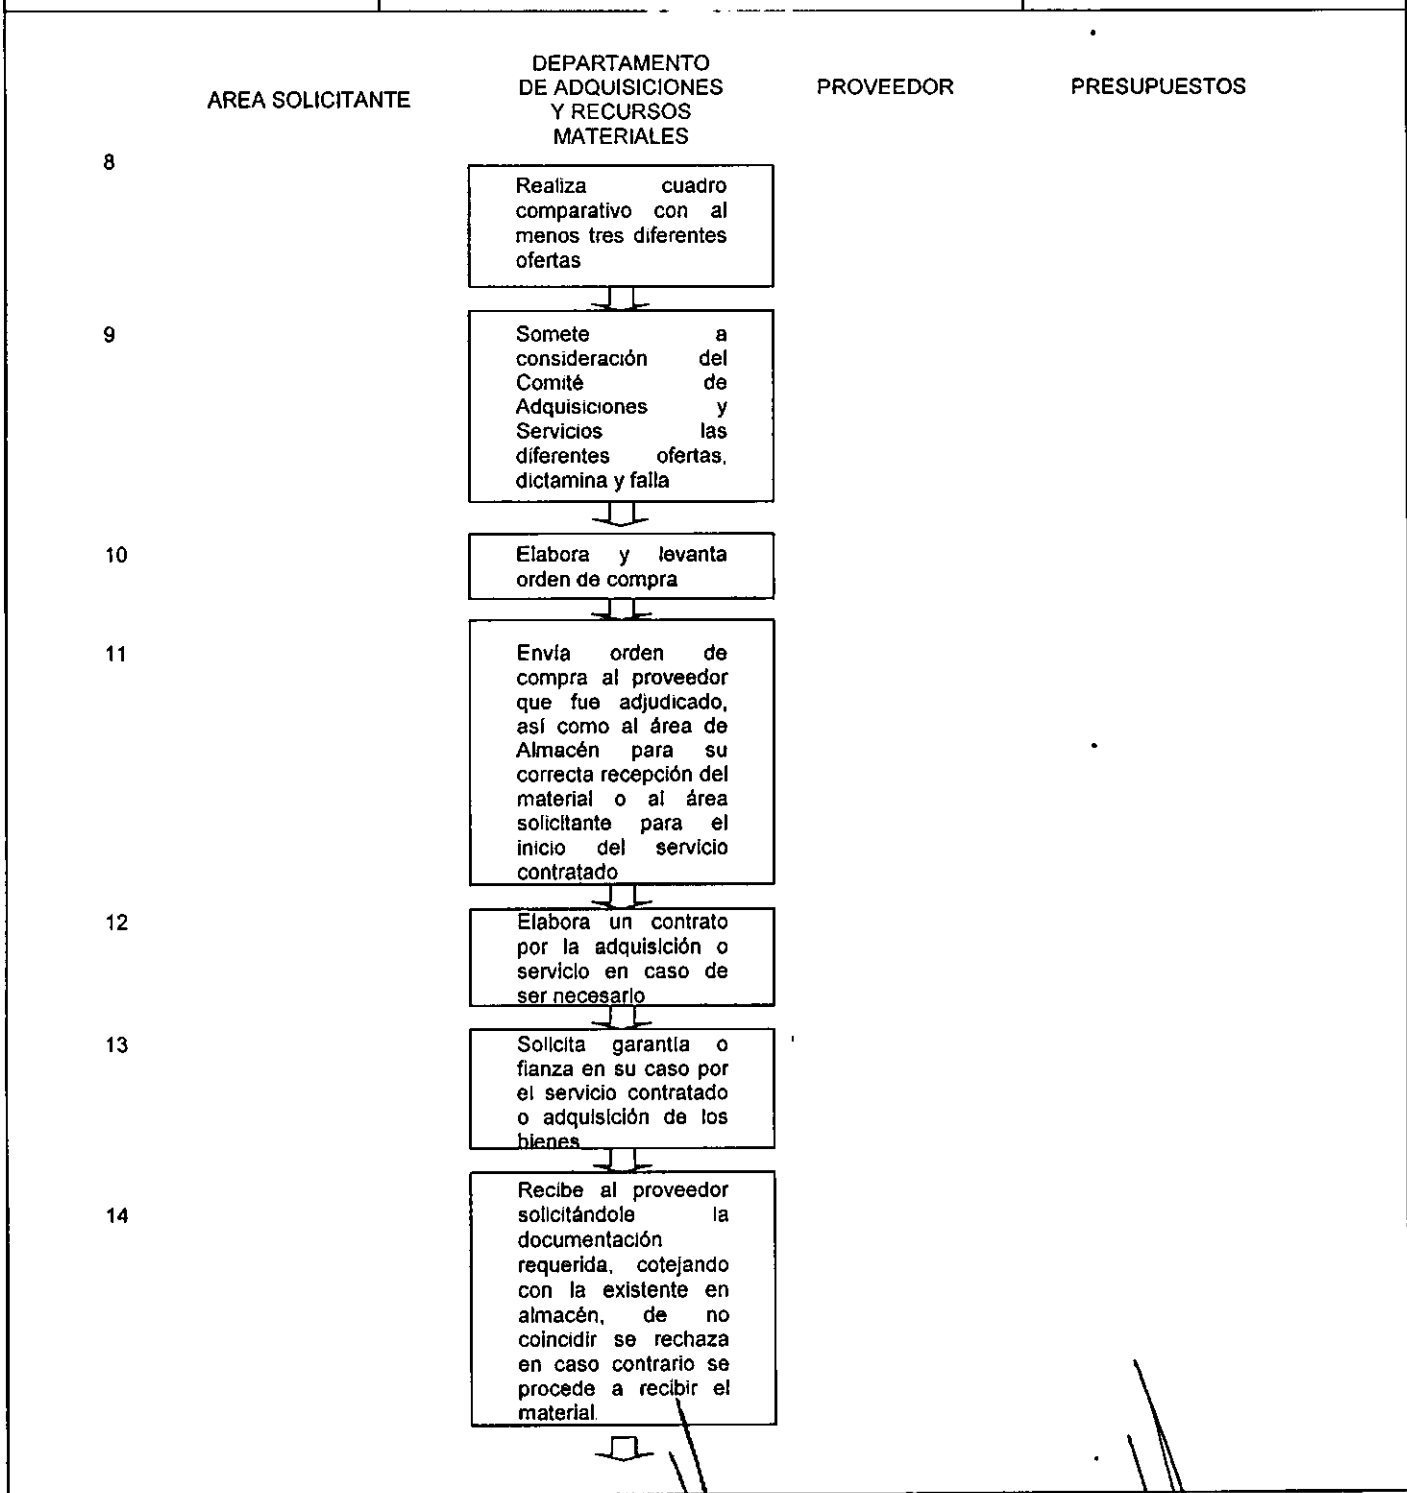 AREA SOLICITANTE
DEPARTAMENTO
DE ADQUISICIONES
Y RECURSOS
MATERIALES
PROVEEDOR
PRESUPUESTOS
8
Realiza cuadro
comparativo con al
menos tres diferentes
ofertas
9
Somete a
consideración del
Comité de
Adquisiciones y
Servicios las
diferentes ofertas,
dictamina y falla
10
Elabora y levanta
orden de compra
11
Envía orden de
compra al proveedor
que fue adjudicado,
así como al área de
Almacén para su
correcta recepción del
material o al área
solicitante para el
inicio del servicio
contratado
12
Elabora un contrato
por la adquisición o
servicio en caso de
ser necesario
13
Solicita garantía o
fianza en su caso por
el servicio contratado
o adquisición de los
bienes
14
Recibe al proveedor
solicitándole la
documentación
requerida, cotejando
con la existente en
almacén, de no
coincidir se rechaza
en caso contrario se
procede a recibir el
material.